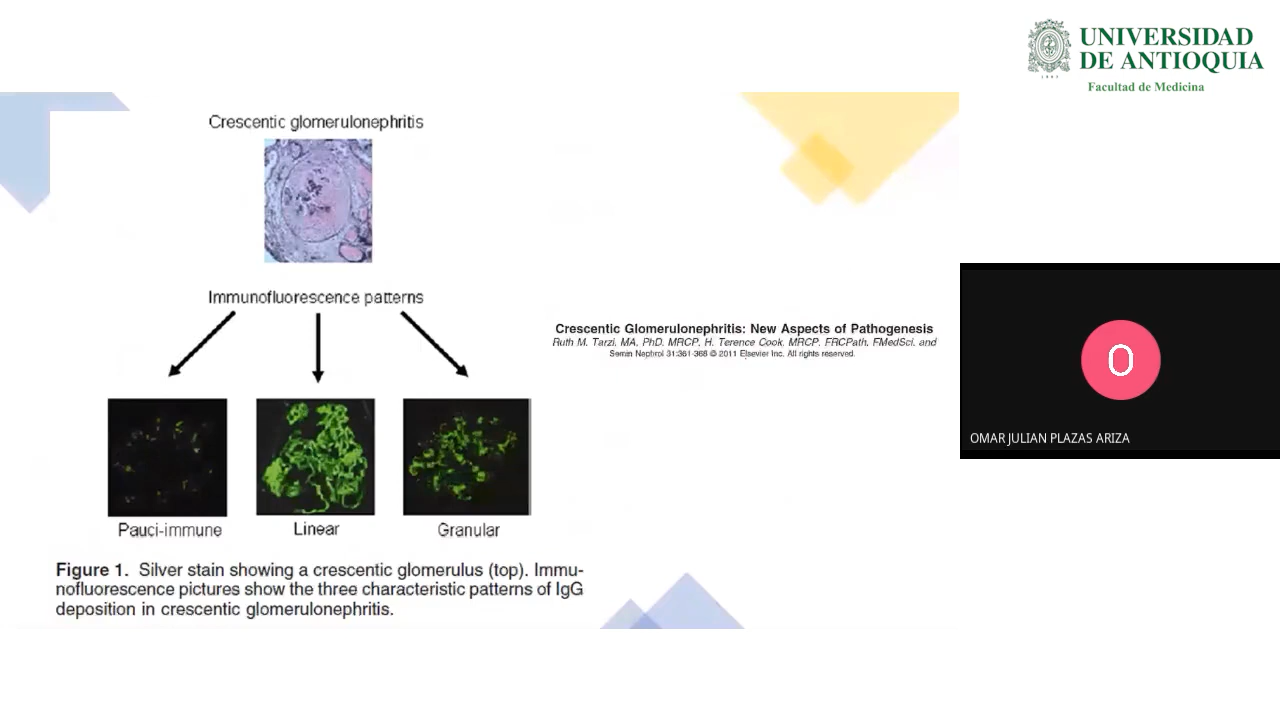 UNIVERSIDAD
DE ANTIOQUIA
1803
Facultad de Medicina
Crescentic glomerulonephritis
Immunofluorescence patterns
Pauci-immune
Linear
Granular
Figure 1. Silver stain showing a crescentic glomerulus (top). Immu-
nofluorescence pictures show the three characteristic patterns of IgG
deposition in crescentic glomerulonephritis.
Crescentic Glomerulonephritis: New Aspects of Pathogenesis
Ruth M. Tarzi, MA, PhD, MRCP, H. Terence Cook, MRCP, FRCPath, FMedSci, and
Semin Nephrol 31:361-368 © 2011 Elsevier Inc. All rights reserved.
O
OMAR JULIAN PLAZAS ARIZA